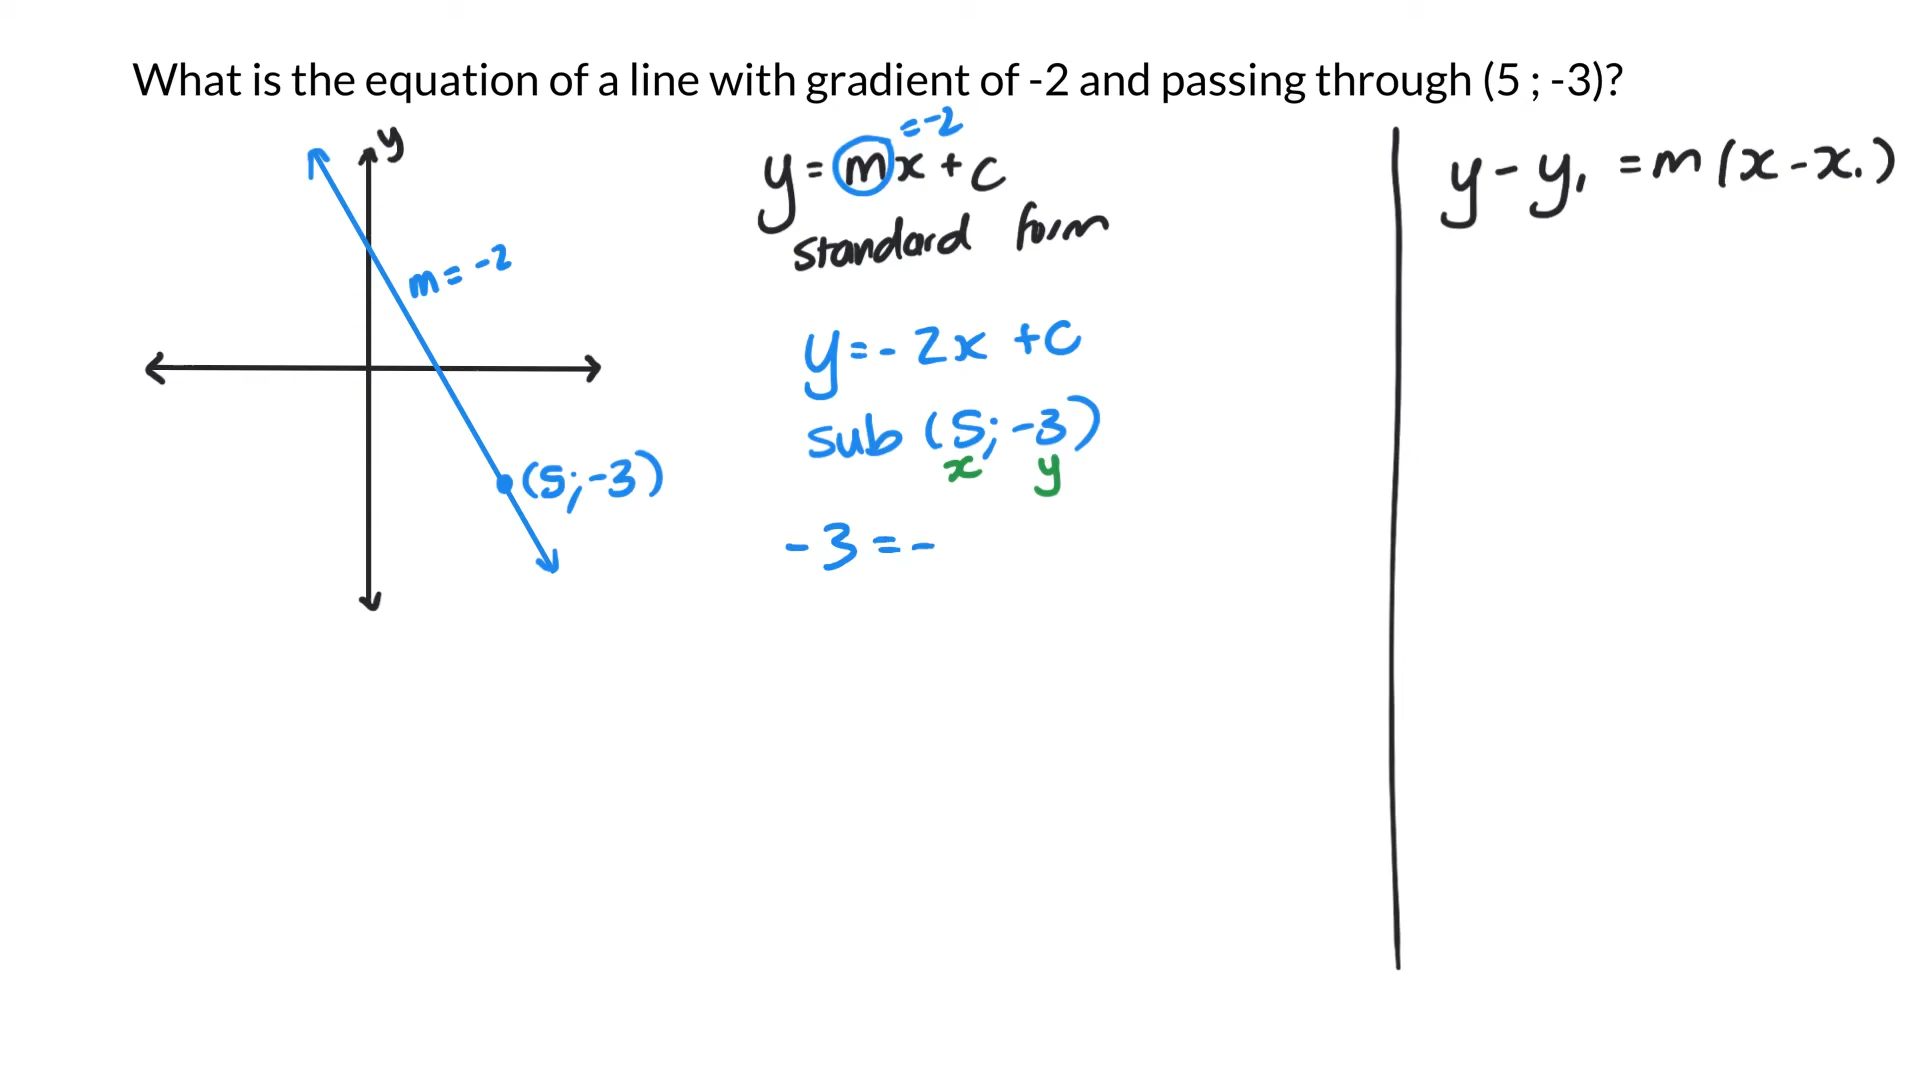 What is the equation of a line with gradient of -2 and passing through (5 ; -3)?
y
m = -2
(5; -3)
= -2
y = mx + c
standard form
y = - 2x + c
sub (5; -3)
x y
- 3 = -
y - y₁ = m (x - x₁)